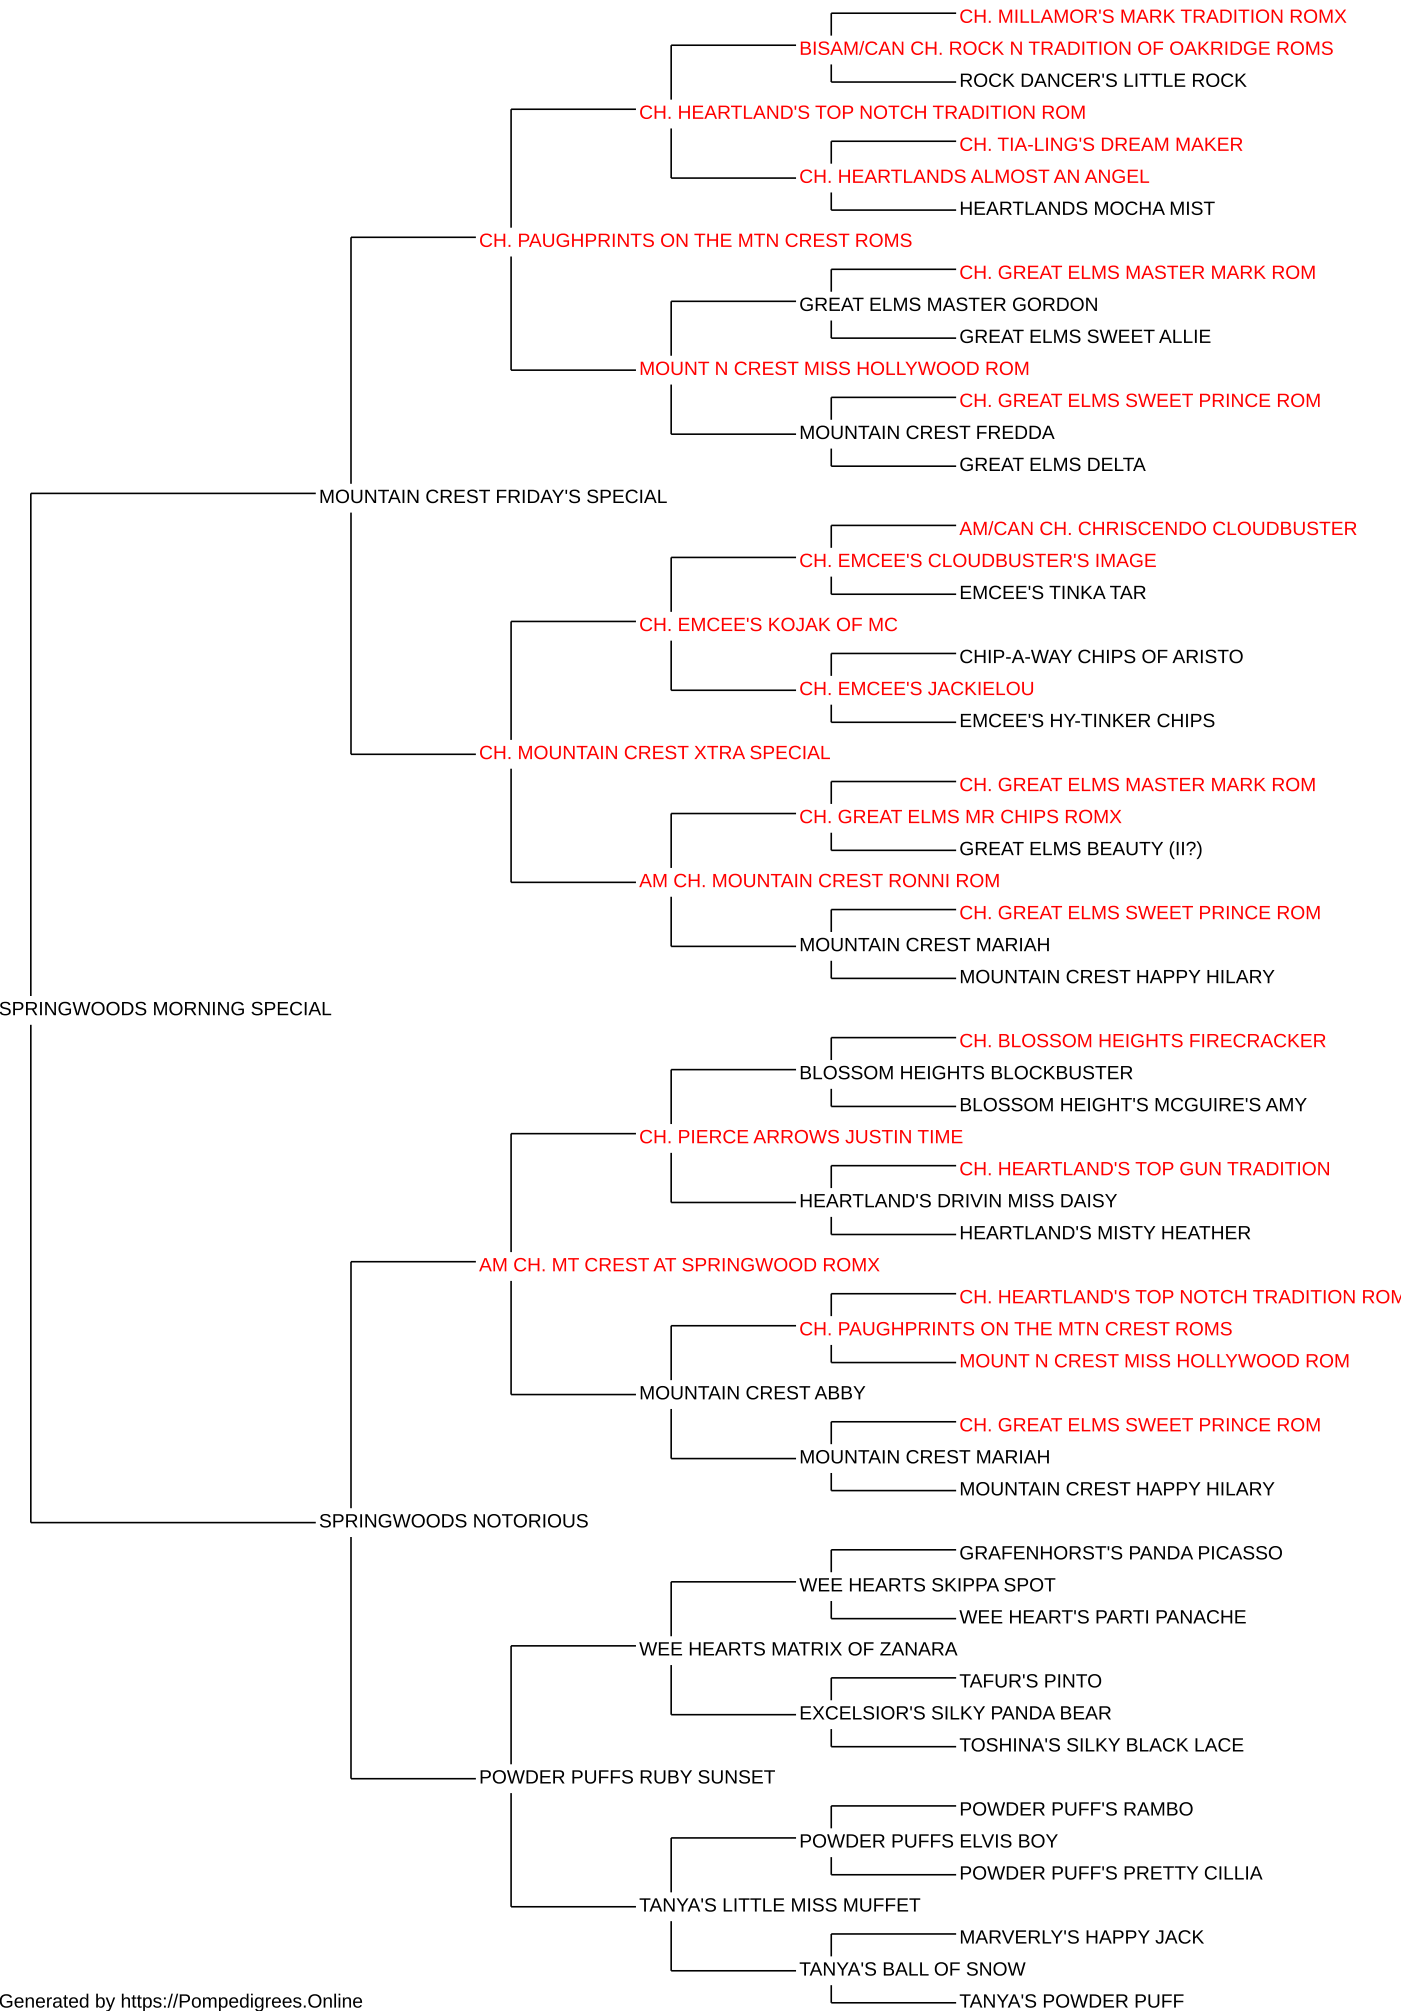 CH. MILLAMOR'S MARK TRADITION ROMX
BISAM/CAN CH. ROCK N TRADITION OF OAKRIDGE ROMS
ROCK DANCER'S LITTLE ROCK
CH. HEARTLAND'S TOP NOTCH TRADITION ROM
CH. TIA-LING'S DREAM MAKER
CH. HEARTLANDS ALMOST AN ANGEL
HEARTLANDS MOCHA MIST
CH. PAUGHPRINTS ON THE MTN CREST ROMS
CH. GREAT ELMS MASTER MARK ROM
GREAT ELMS MASTER GORDON
GREAT ELMS SWEET ALLIE
MOUNT N CREST MISS HOLLYWOOD ROM
CH. GREAT ELMS SWEET PRINCE ROM
MOUNTAIN CREST FREDDA
GREAT ELMS DELTA
MOUNTAIN CREST FRIDAY'S SPECIAL
AM/CAN CH. CHRISCENDO CLOUDBUSTER
CH. EMCEE'S CLOUDBUSTER'S IMAGE
EMCEE'S TINKA TAR
CH. EMCEE'S KOJAK OF MC
CHIP-A-WAY CHIPS OF ARISTO
CH. EMCEE'S JACKIELOU
EMCEE'S HY-TINKER CHIPS
CH. MOUNTAIN CREST XTRA SPECIAL
CH. GREAT ELMS MASTER MARK ROM
CH. GREAT ELMS MR CHIPS ROMX
GREAT ELMS BEAUTY (II?)
AM CH. MOUNTAIN CREST RONNI ROM
CH. GREAT ELMS SWEET PRINCE ROM
MOUNTAIN CREST MARIAH
MOUNTAIN CREST HAPPY HILARY
SPRINGWOODS MORNING SPECIAL
CH. BLOSSOM HEIGHTS FIRECRACKER
BLOSSOM HEIGHTS BLOCKBUSTER
BLOSSOM HEIGHT'S MCGUIRE'S AMY
CH. PIERCE ARROWS JUSTIN TIME
CH. HEARTLAND'S TOP GUN TRADITION
HEARTLAND'S DRIVIN MISS DAISY
HEARTLAND'S MISTY HEATHER
AM CH. MT CREST AT SPRINGWOOD ROMX
CH. HEARTLAND'S TOP NOTCH TRADITION ROM
CH. PAUGHPRINTS ON THE MTN CREST ROMS
MOUNT N CREST MISS HOLLYWOOD ROM
MOUNTAIN CREST ABBY
CH. GREAT ELMS SWEET PRINCE ROM
MOUNTAIN CREST MARIAH
MOUNTAIN CREST HAPPY HILARY
SPRINGWOODS NOTORIOUS
GRAFENHORST'S PANDA PICASSO
WEE HEARTS SKIPPA SPOT
WEE HEART'S PARTI PANACHE
WEE HEARTS MATRIX OF ZANARA
TAFUR'S PINTO
EXCELSIOR'S SILKY PANDA BEAR
TOSHINA'S SILKY BLACK LACE
POWDER PUFFS RUBY SUNSET
POWDER PUFF'S RAMBO
POWDER PUFFS ELVIS BOY
POWDER PUFF'S PRETTY CILLIA
TANYA'S LITTLE MISS MUFFET
MARVERLY'S HAPPY JACK
TANYA'S BALL OF SNOW
TANYA'S POWDER PUFF
Generated by https://Pompedigrees.Online